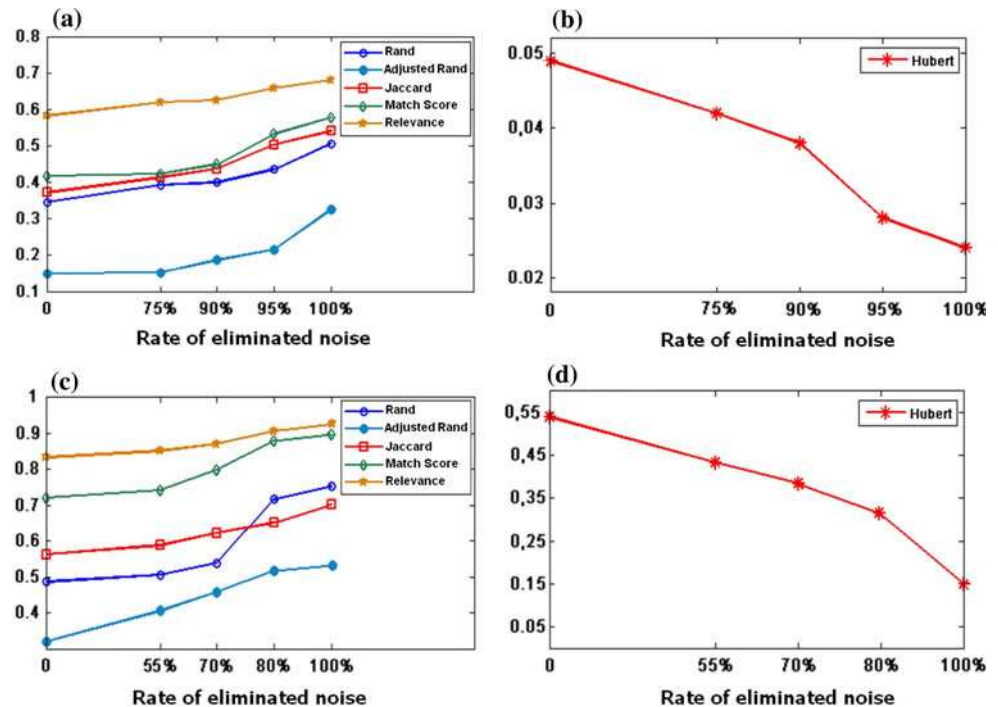 (a)
0.8
0.7
0.6
0.5
0.4
0.3
0.2
0.1
0 75% 90% 95% 100%
Rate of eliminated noise
Rand
Adjusted Rand
Jaccard
Match Score
Relevance
(b)
0.05
0,04
0,03
0.02
0 75% 90% 95% 100%
Rate of eliminated noise
Hubert
(c)
1
0.9
0.8
0.7
0.6
0.5
0.4
0 55% 70% 80% 100%
Rate of eliminated noise
Rand
Adjusted Rand
Jaccard
Match Score
Relevance
(d)
0,55
0,45
0,35
0,25
0.15
0.05
0 55% 70% 80% 100%
Rate of eliminated noise
Hubert